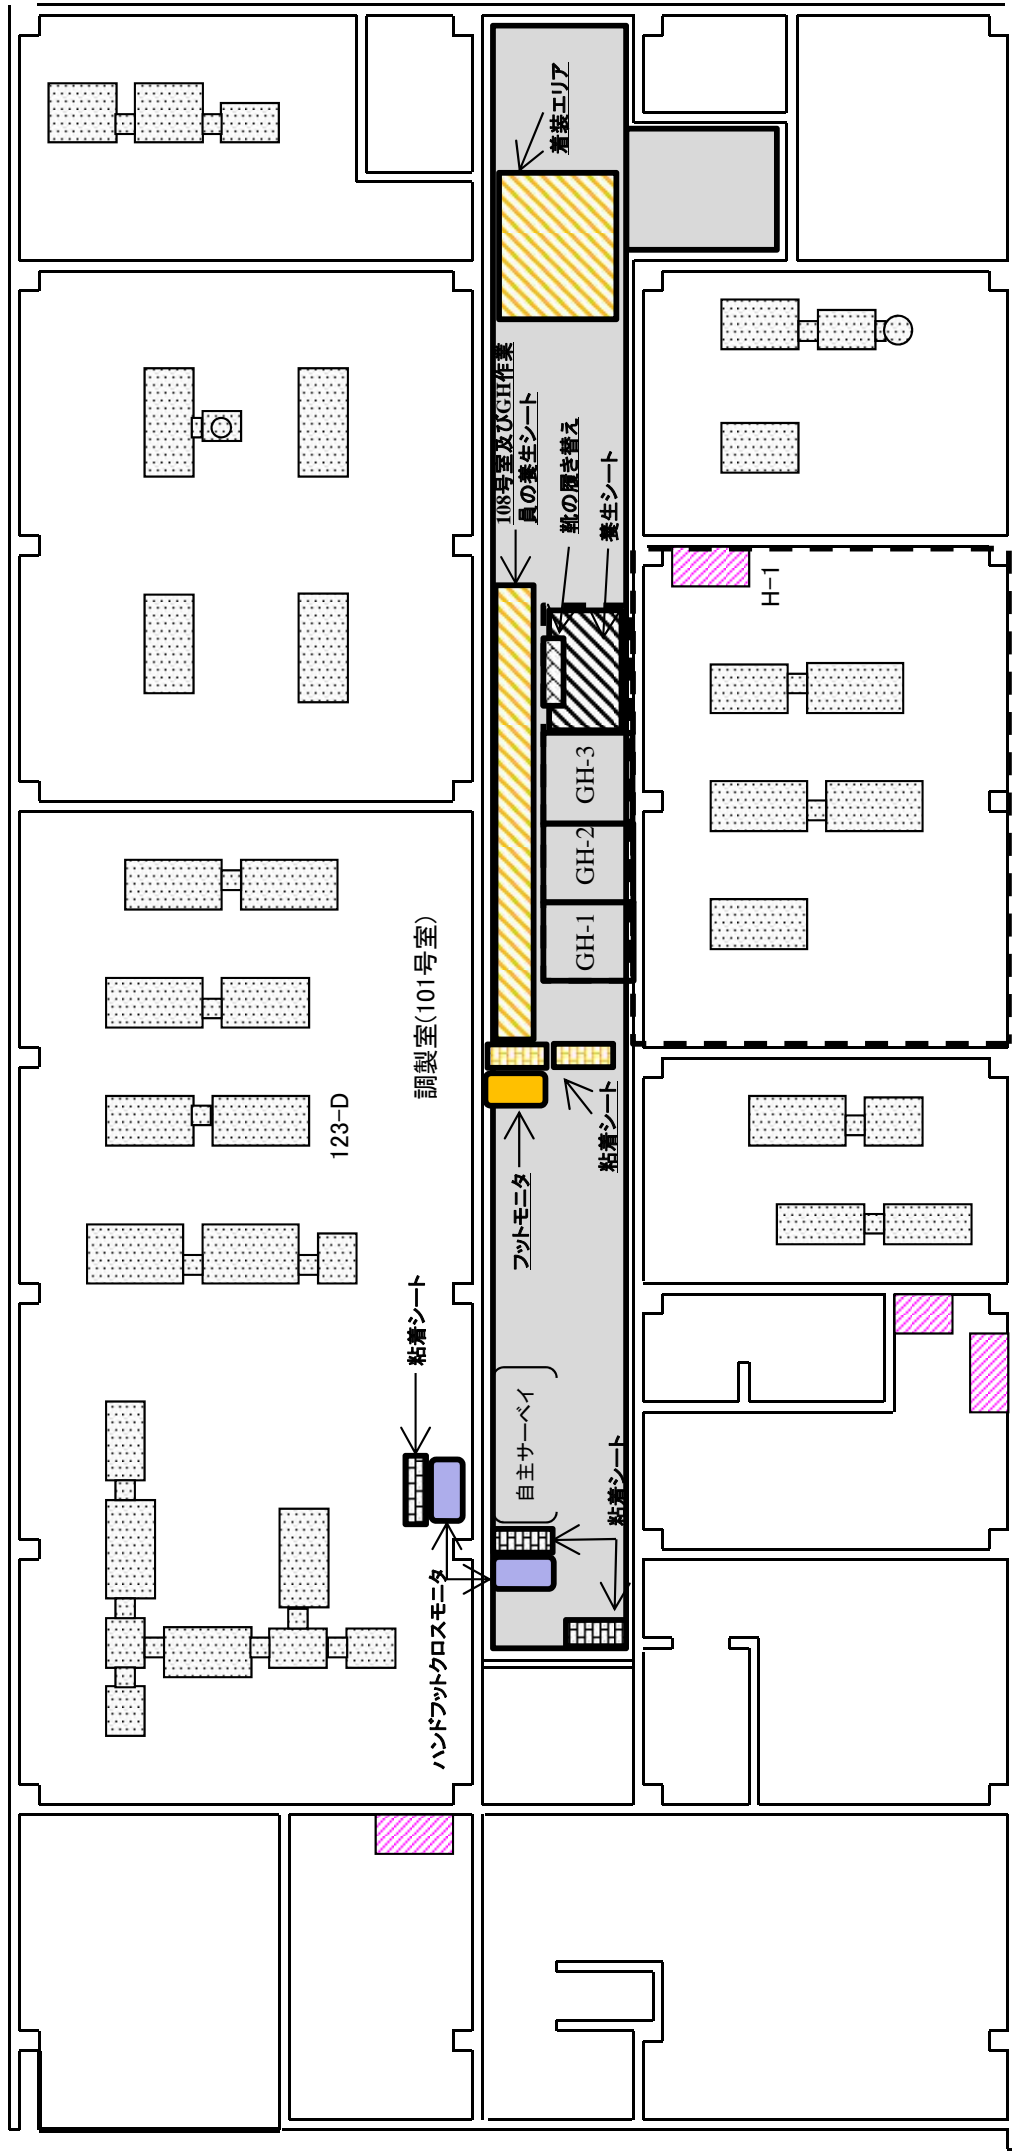 着装エリア
108号室及びGH作業
員の養生シート
靴の履き替え
養生シート
H-1
GH-3
GH-2
GH-1
調製室(101号室)
123-D
粘着シート
フットモニタ
粘着シート
自主サーベイ
粘着シート
ハンドフットクロスモニタ